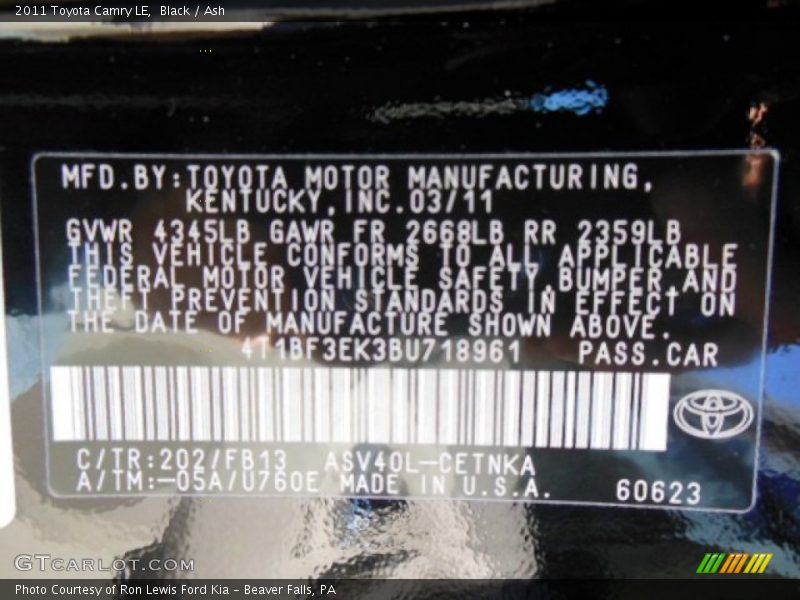 2011 Toyota Camry LE, Black / Ash
MFD.BY:TOYOTA MOTOR MANUFACTURING,
KENTUCKY,INC.03/11
GVWR 4345LB GAWR FR 2668LB RR 2359LB
THIS VEHICLE CONFORMS TO ALL APPLICABLE
FEDERAL MOTOR VEHICLE SAFETY,BUMPER,AND
THEFT PREVENTION STANDARDS IN EFFECT ON
THE DATE OF MANUFACTURE SHOWN ABOVE.
4T1BF3EK3BU718961 PASS.CAR
C/TR:202/FB13 ASV40L-CETNKA
A/TM:-05A/U760E MADE IN U.S.A. 60623
GTCARLOT.COM
Photo Courtesy of Ron Lewis Ford Kia - Beaver Falls, PA